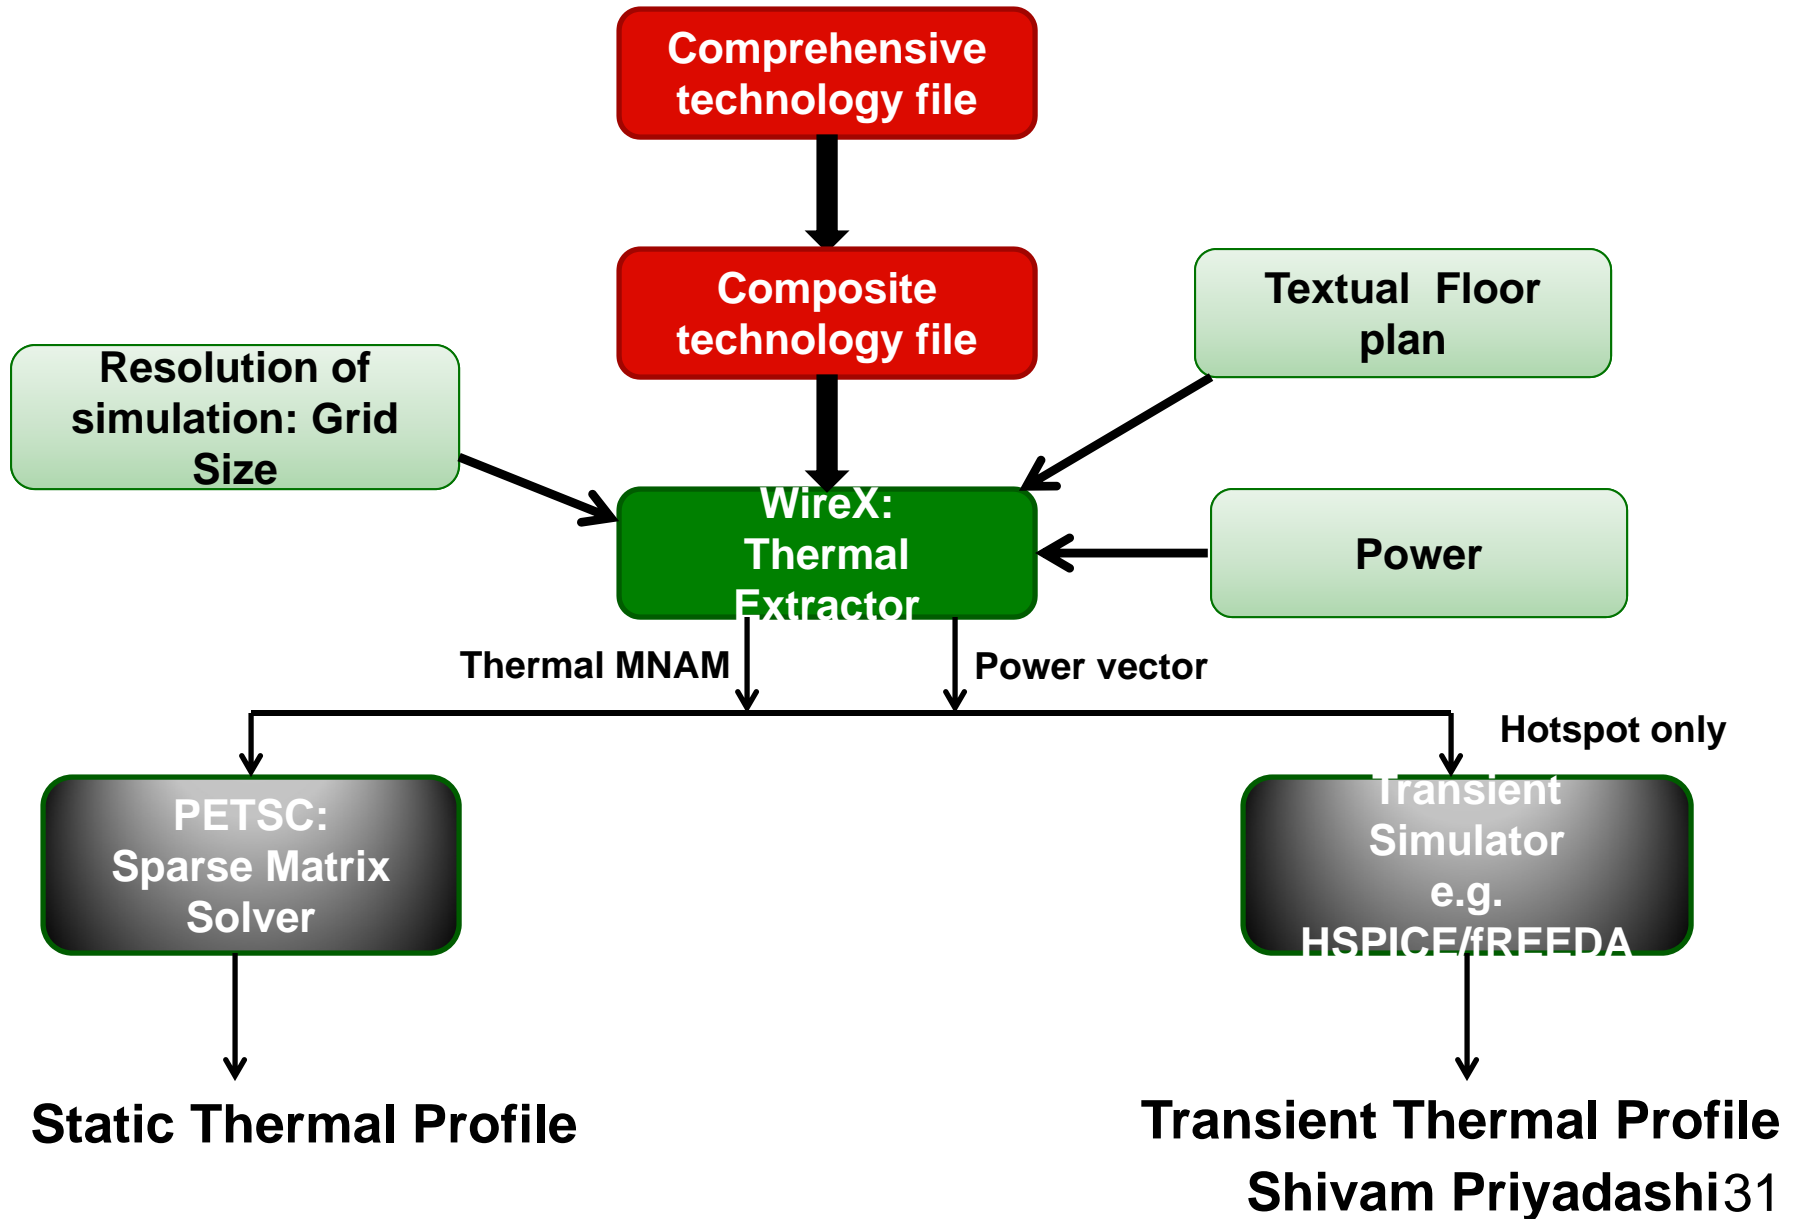 Comprehensive
technology file
Composite
technology file
Textual Floor
plan
Resolution of
simulation: Grid
Size
WireX:
Thermal
Extractor
Power
Thermal MNAM
Power vector
Hotspot only
PETSC:
Sparse Matrix
Solver
Transient
Simulator
e.g.
HSPICE/fREEDA
Static Thermal Profile
Transient Thermal Profile
Shivam Priyadashi31